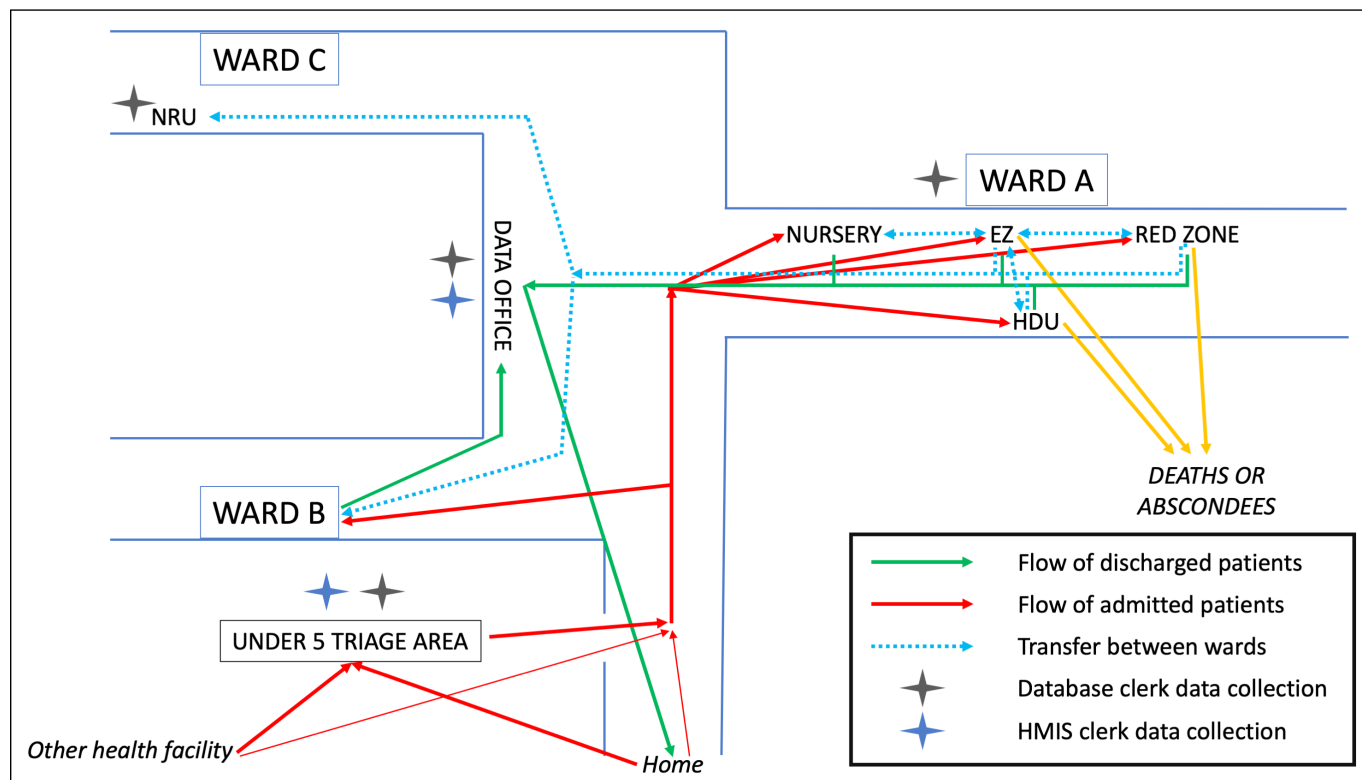 WARD C
NRU
WARD A
NURSERY
EZ
RED ZONE
DATA OFFICE
HDU
DEATHS OR
ABSCONDEES
WARD B
UNDER 5 TRIAGE AREA
Other health facility
Home
Flow of discharged patients
Flow of admitted patients
Transfer between wards
Database clerk data collection
HMIS clerk data collection